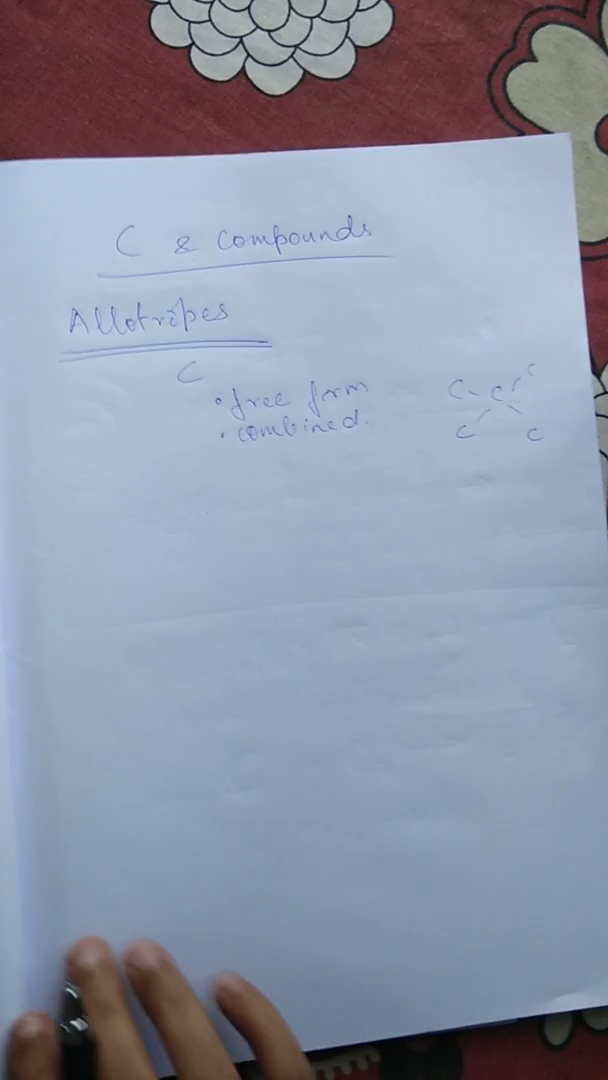 C & Compounds
Allotropes
C
• free form
• combined.
C C C
C C